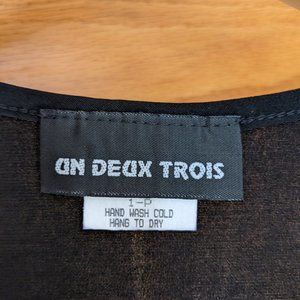 UN DEUX TROIS
1-P
HAND WASH COLD
HANG TO DRY